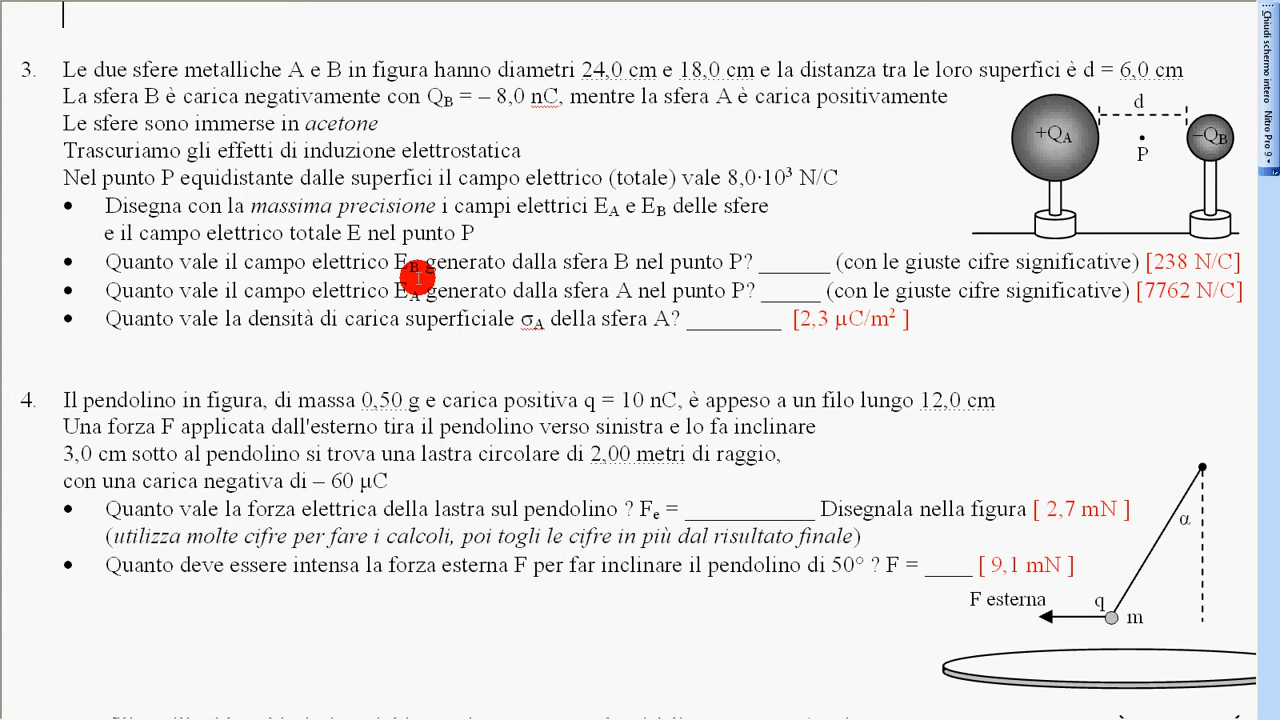 3. Le due sfere metalliche A e B in figura hanno diametri 24,0 cm e 18,0 cm e la distanza tra le loro superfici è d = 6,0 cm
La sfera B è carica negativamente con QB = – 8,0 nC, mentre la sfera A è carica positivamente
Le sfere sono immerse in acetone
Trascuriamo gli effetti di induzione elettrostatica
Nel punto P equidistante dalle superfici il campo elettrico (totale) vale 8,0·10³ N/C
• Disegna con la massima precisione i campi elettrici EA e EB delle sfere
e il campo elettrico totale E nel punto P
• Quanto vale il campo elettrico EB generato dalla sfera B nel punto P? ______ (con le giuste cifre significative) [238 N/C]
• Quanto vale il campo elettrico EA generato dalla sfera A nel punto P? _____ (con le giuste cifre significative) [7762 N/C]
• Quanto vale la densità di carica superficiale σA della sfera A? ________ [2,3 μC/m² ]
d
+QA
–QB
P
4. Il pendolino in figura, di massa 0,50 g e carica positiva q = 10 nC, è appeso a un filo lungo 12,0 cm
Una forza F applicata dall'esterno tira il pendolino verso sinistra e lo fa inclinare
3,0 cm sotto al pendolino si trova una lastra circolare di 2,00 metri di raggio,
con una carica negativa di – 60 μC
• Quanto vale la forza elettrica della lastra sul pendolino ? Fe = ___________ Disegnala nella figura [ 2,7 mN ]
(utilizza molte cifre per fare i calcoli, poi togli le cifre in più dal risultato finale)
• Quanto deve essere intensa la forza esterna F per far inclinare il pendolino di 50° ? F = ____ [ 9,1 mN ]
α
F esterna
q
m
Chiudi schermo intero
Nitro Pro 9